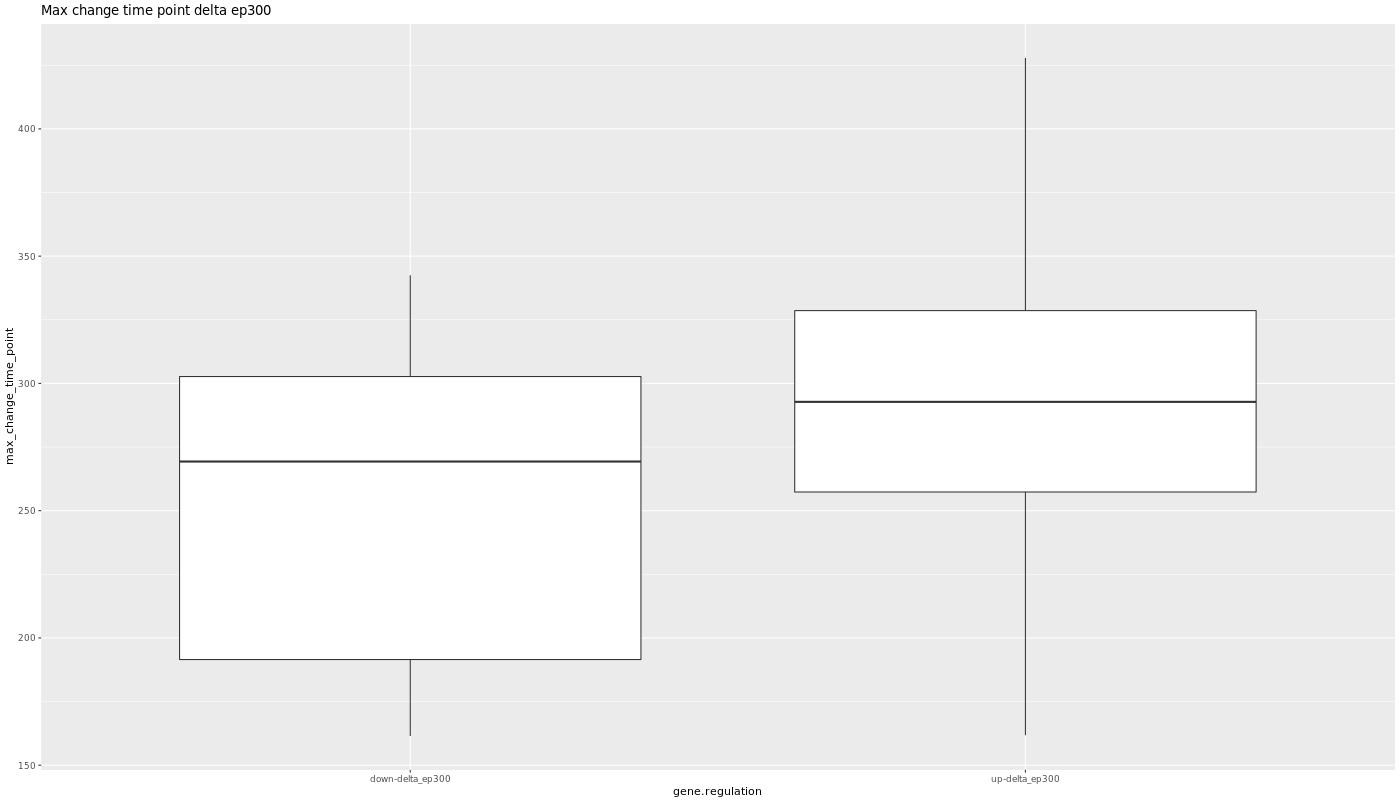 Max change time point delta ep300
max_change_time_point
400
350
300
250
200
150
down-delta_ep300
up-delta_ep300
gene.regulation